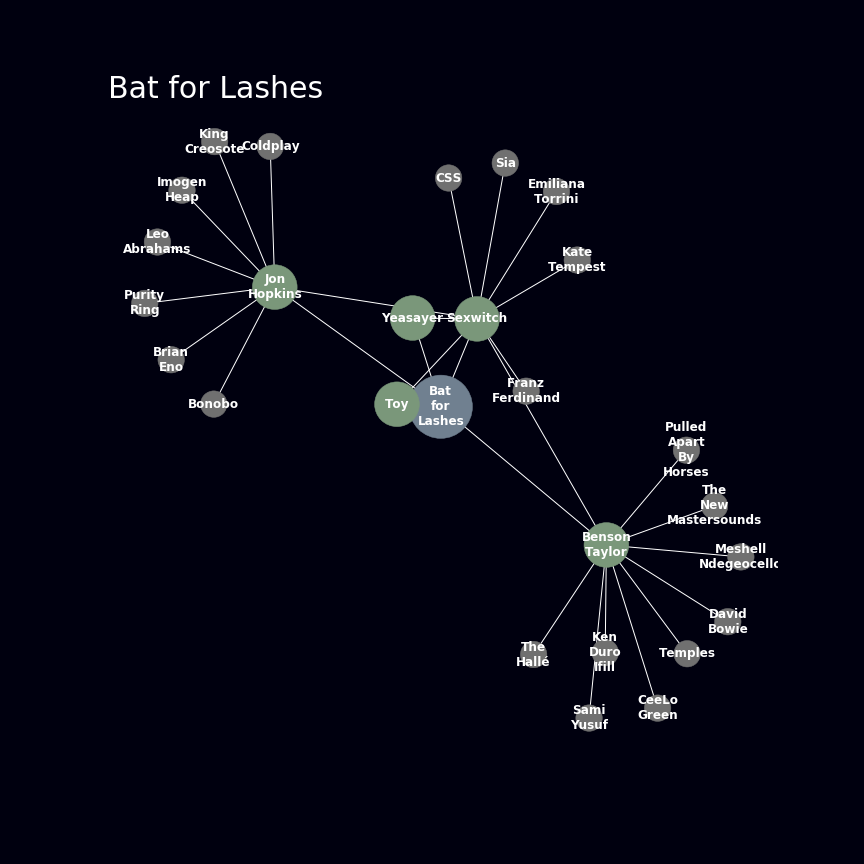 Bat for Lashes
King
Creosote
Coldplay
Imogen
Heap
Leo
Abrahams
Purity
Ring
Brian
Eno
Bonobo
Jon
Hopkins
CSS
Sia
Emiliana
Torrini
Kate
Tempest
Yeasayer
Sexwitch
Toy
Bat
for
Lashes
Franz
Ferdinand
Pulled
Apart
By
Horses
The
New
Mastersounds
Benson
Taylor
Meshell
Ndegeocello
David
Bowie
The
Hallé
Ken
Duro
Ifill
Temples
Sami
Yusuf
CeeLo
Green